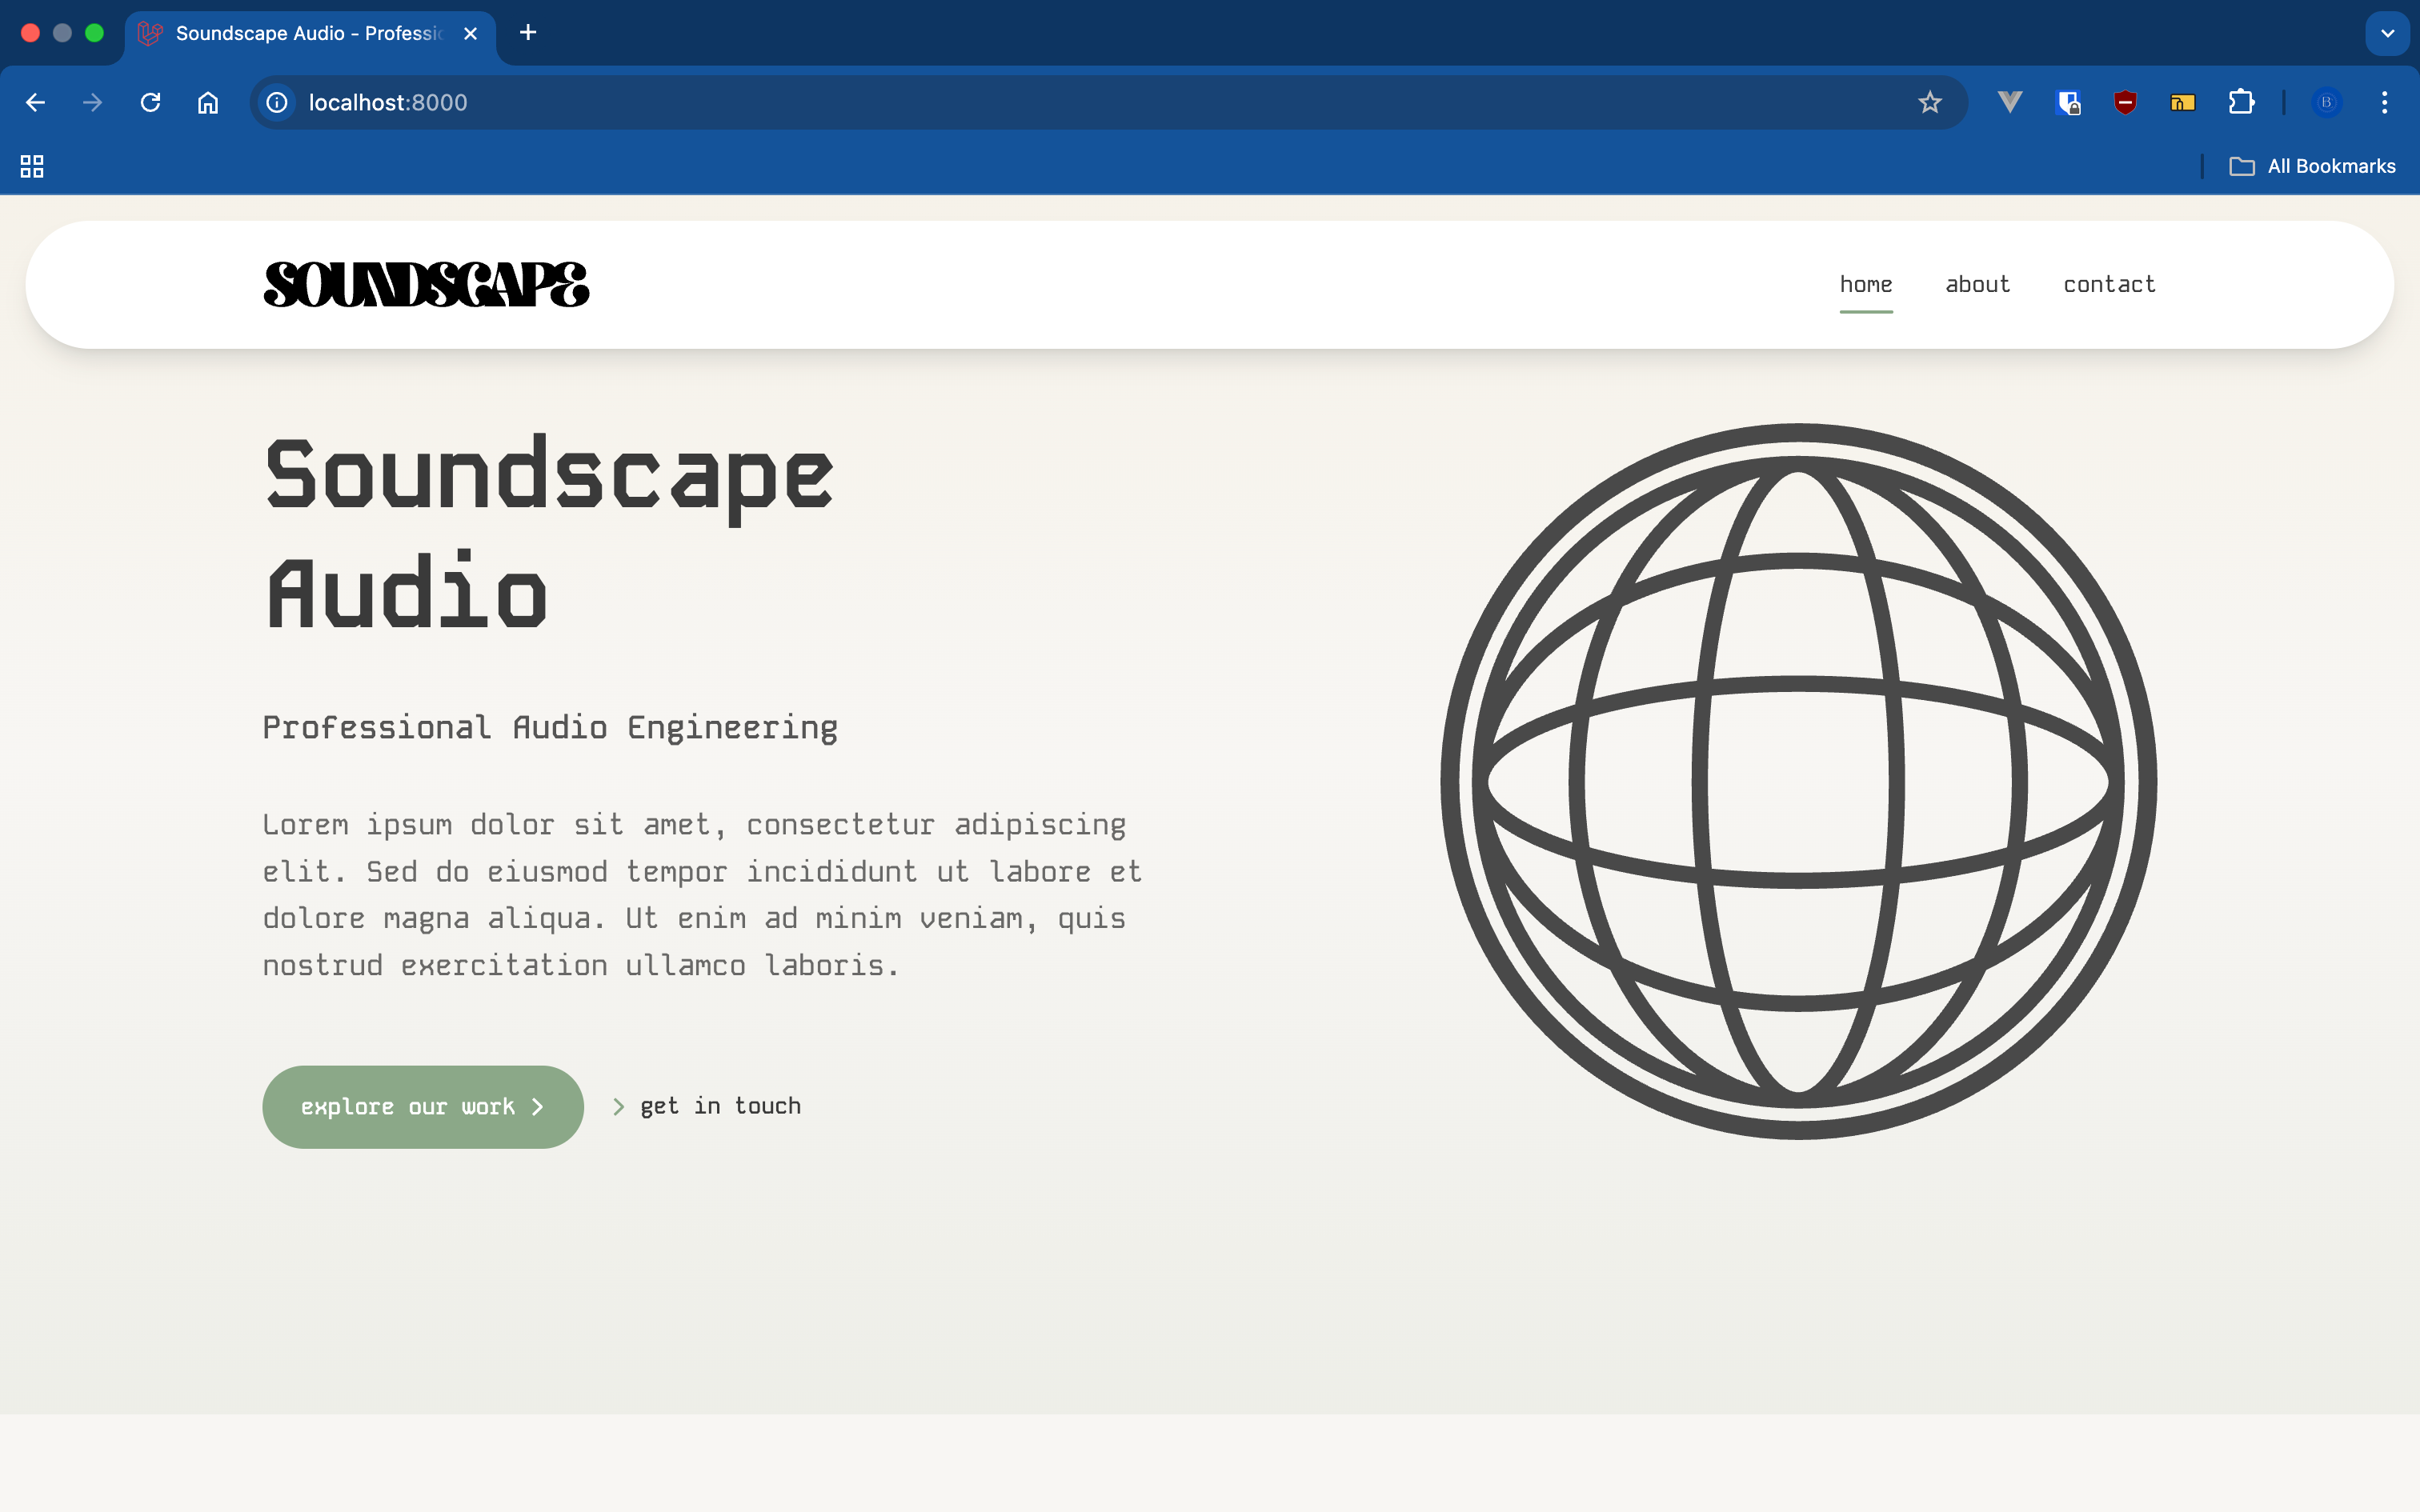 Soundscape Audio - Professi
localhost:8000
B
All Bookmarks
SOUNDSCAPE
home about contact
Soundscape
Audio
Professional Audio Engineering
Lorem ipsum dolor sit amet, consectetur adipiscing
elit. Sed do eiusmod tempor incididunt ut labore et
dolore magna aliqua. Ut enim ad minim veniam, quis
nostrud exercitation ullamco laboris.
explore our work > > get in touch